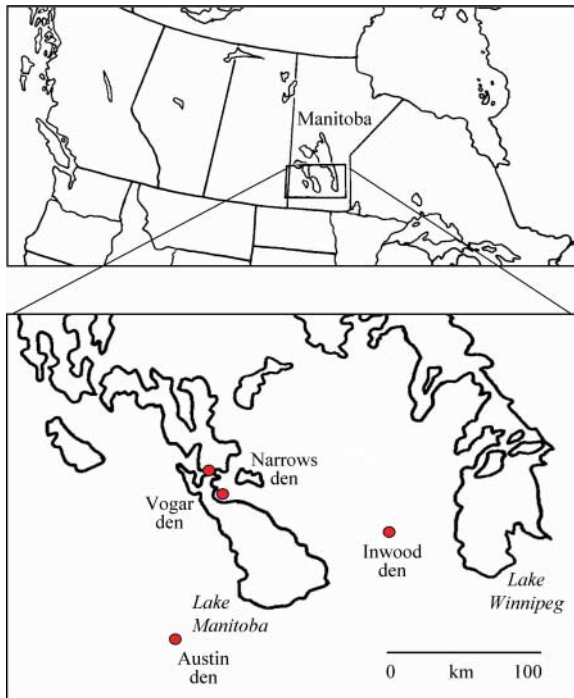 Manitoba
Narrows
den
Vogar
den
Inwood
den
Lake
Winnipeg
Lake
Manitoba
Austin
den
0 km 100